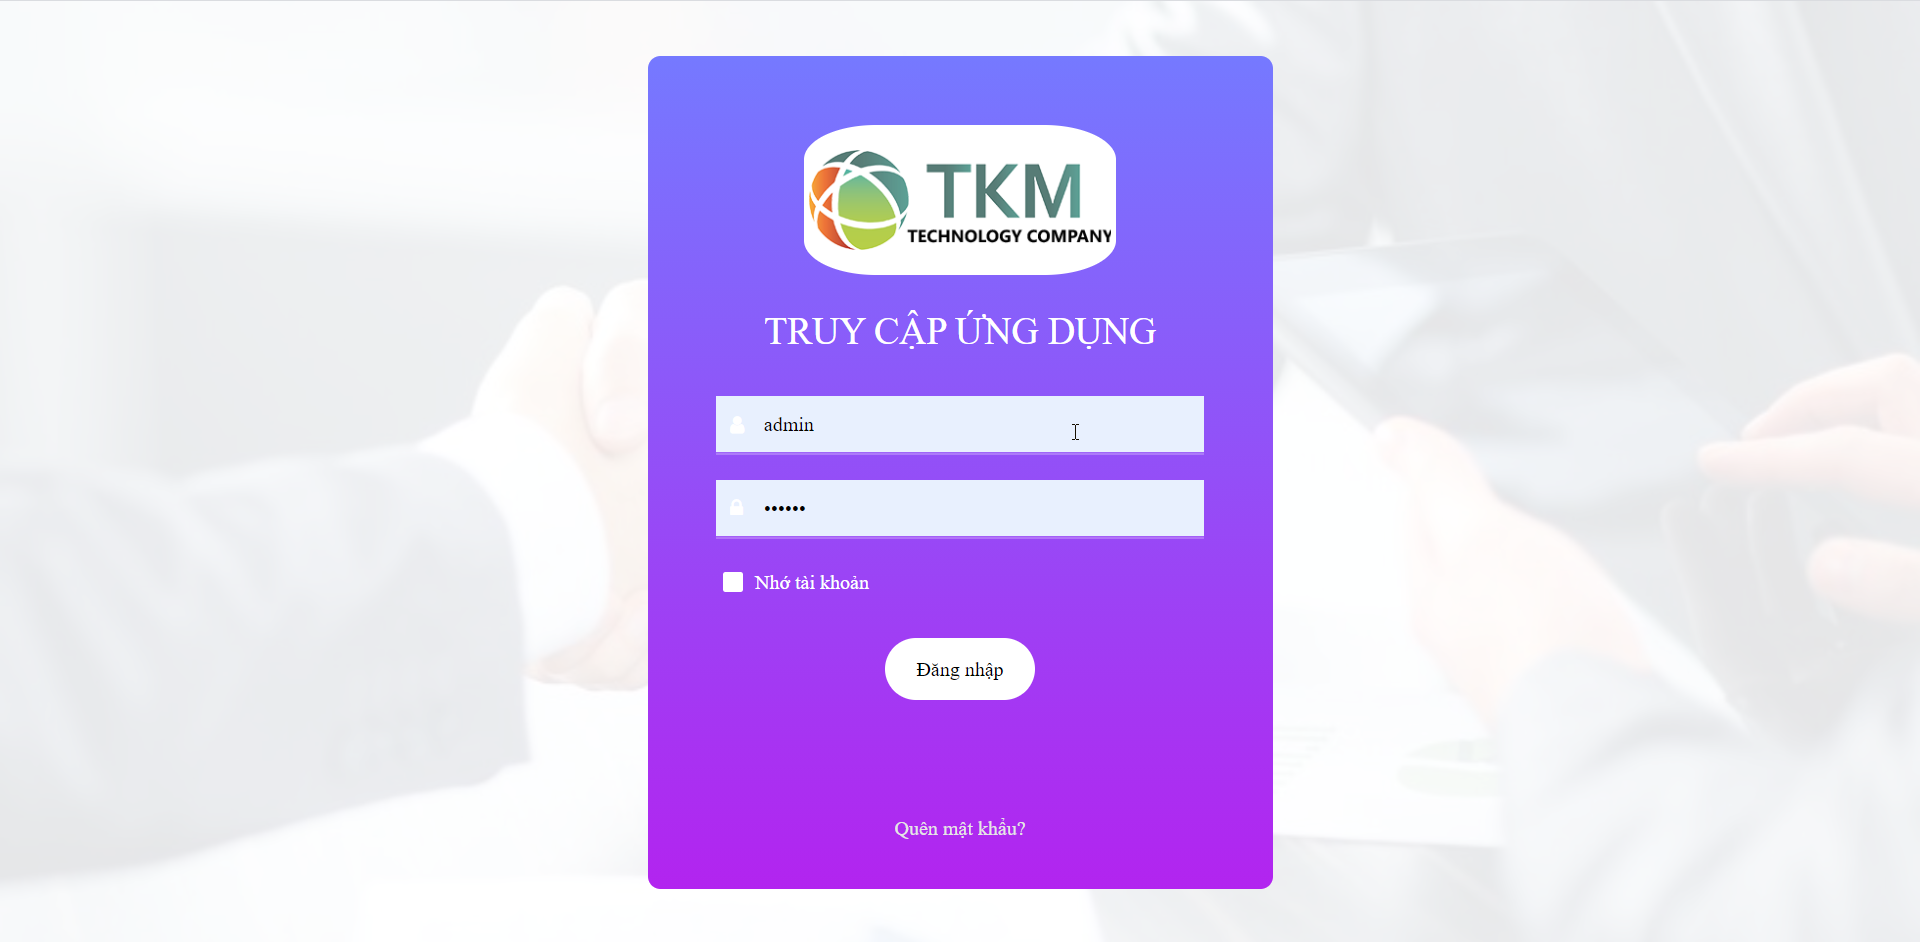 TKM
TECHNOLOGY COMPANY
TRUY CẬP ỨNG DỤNG
admin
••••••
Nhớ tài khoản
Đăng nhập
Quên mật khẩu?